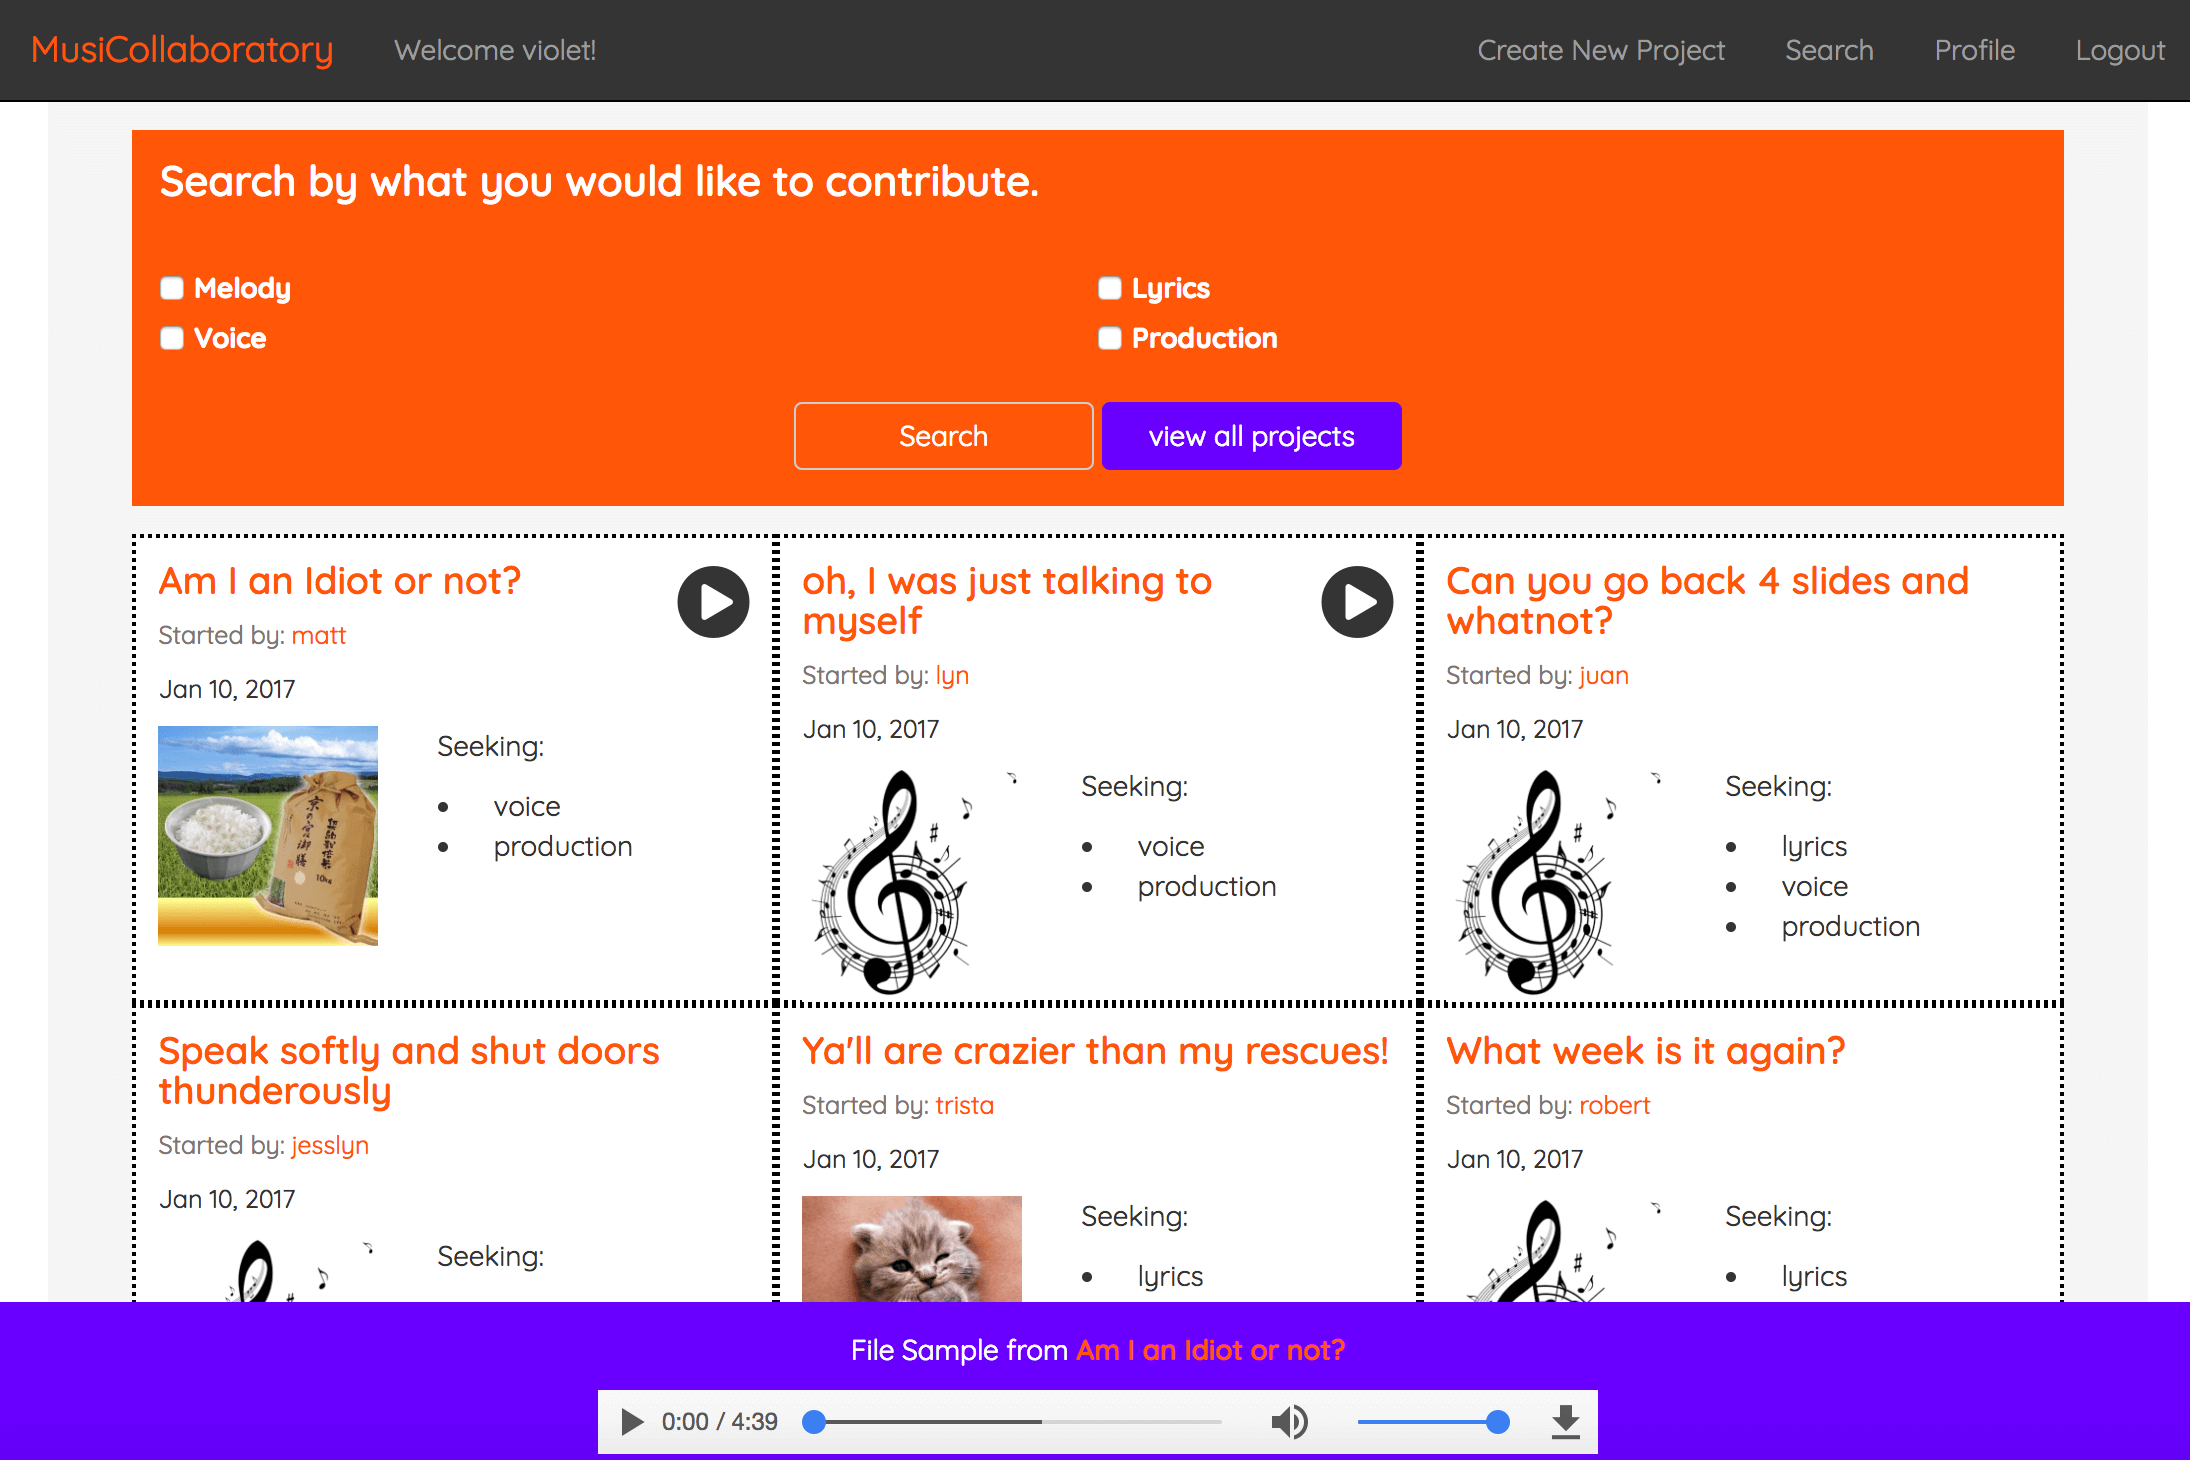 MusiCollaboratory Welcome violet! Create New Project Search Profile Logout
Search by what you would like to contribute.
Melody Lyrics
Voice Production
Search view all projects
Am I an Idiot or not?
Started by: matt
Jan 10, 2017
Seeking:
voice
production
10kg
oh, I was just talking to
myself
Started by: lyn
Jan 10, 2017
Seeking:
voice
production
Can you go back 4 slides and
whatnot?
Started by: juan
Jan 10, 2017
Seeking:
lyrics
voice
production
Speak softly and shut doors
thunderously
Started by: jesslyn
Jan 10, 2017
Seeking:
Ya'll are crazier than my rescues!
Started by: trista
Jan 10, 2017
Seeking:
lyrics
What week is it again?
Started by: robert
Jan 10, 2017
Seeking:
lyrics
File Sample from Am I an Idiot or not?
0:00 / 4:39